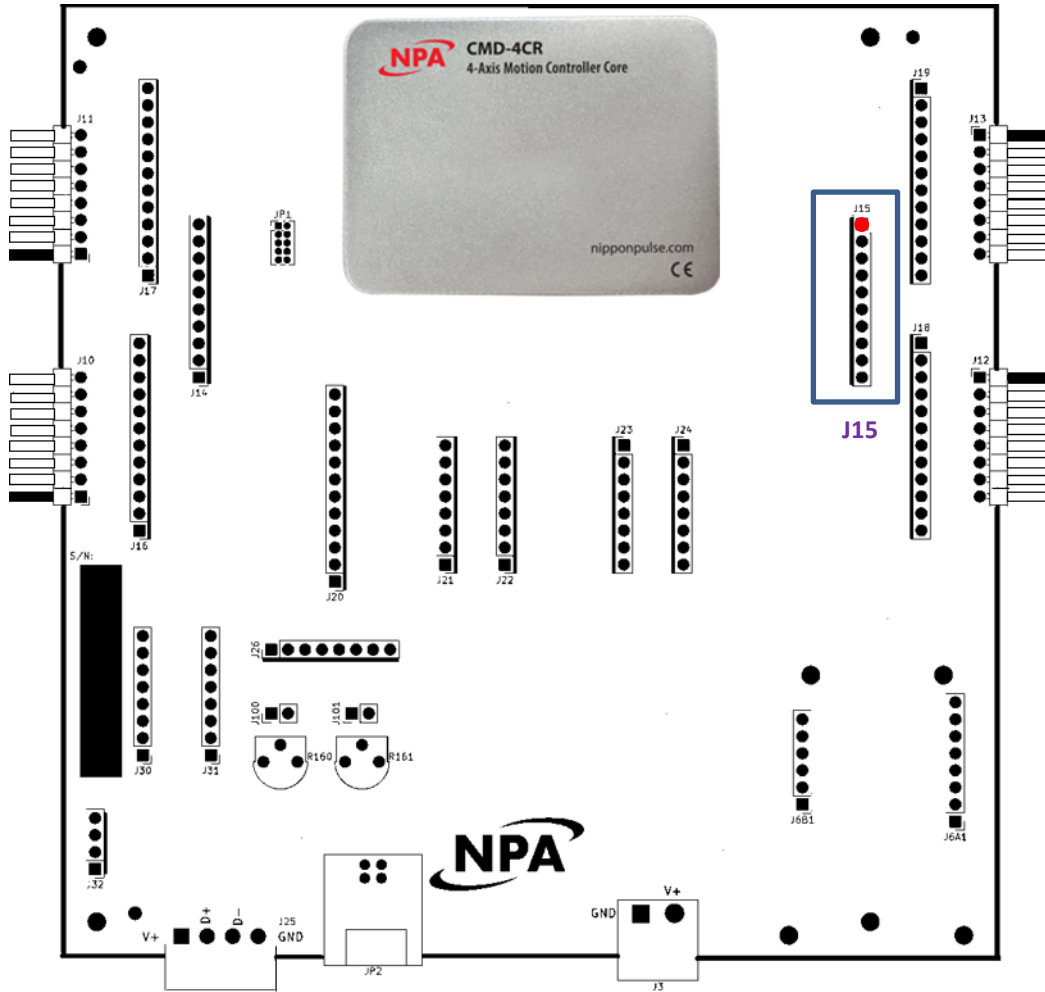 NPA
CMD-4CR
4-Axis Motion Controller Core
J19
J11
J13
JP1
J15
nipponpulse.com
CE
J17
J18
J10
J12
J14
J15
J23
J24
J16
S/N:
J21
J22
J20
J26
J100
J101
R160
R161
J30
J31
J6B1
J6A1
NPA
J32
V+
GND
D+
D-
J25
V+
GND
JP2
J3